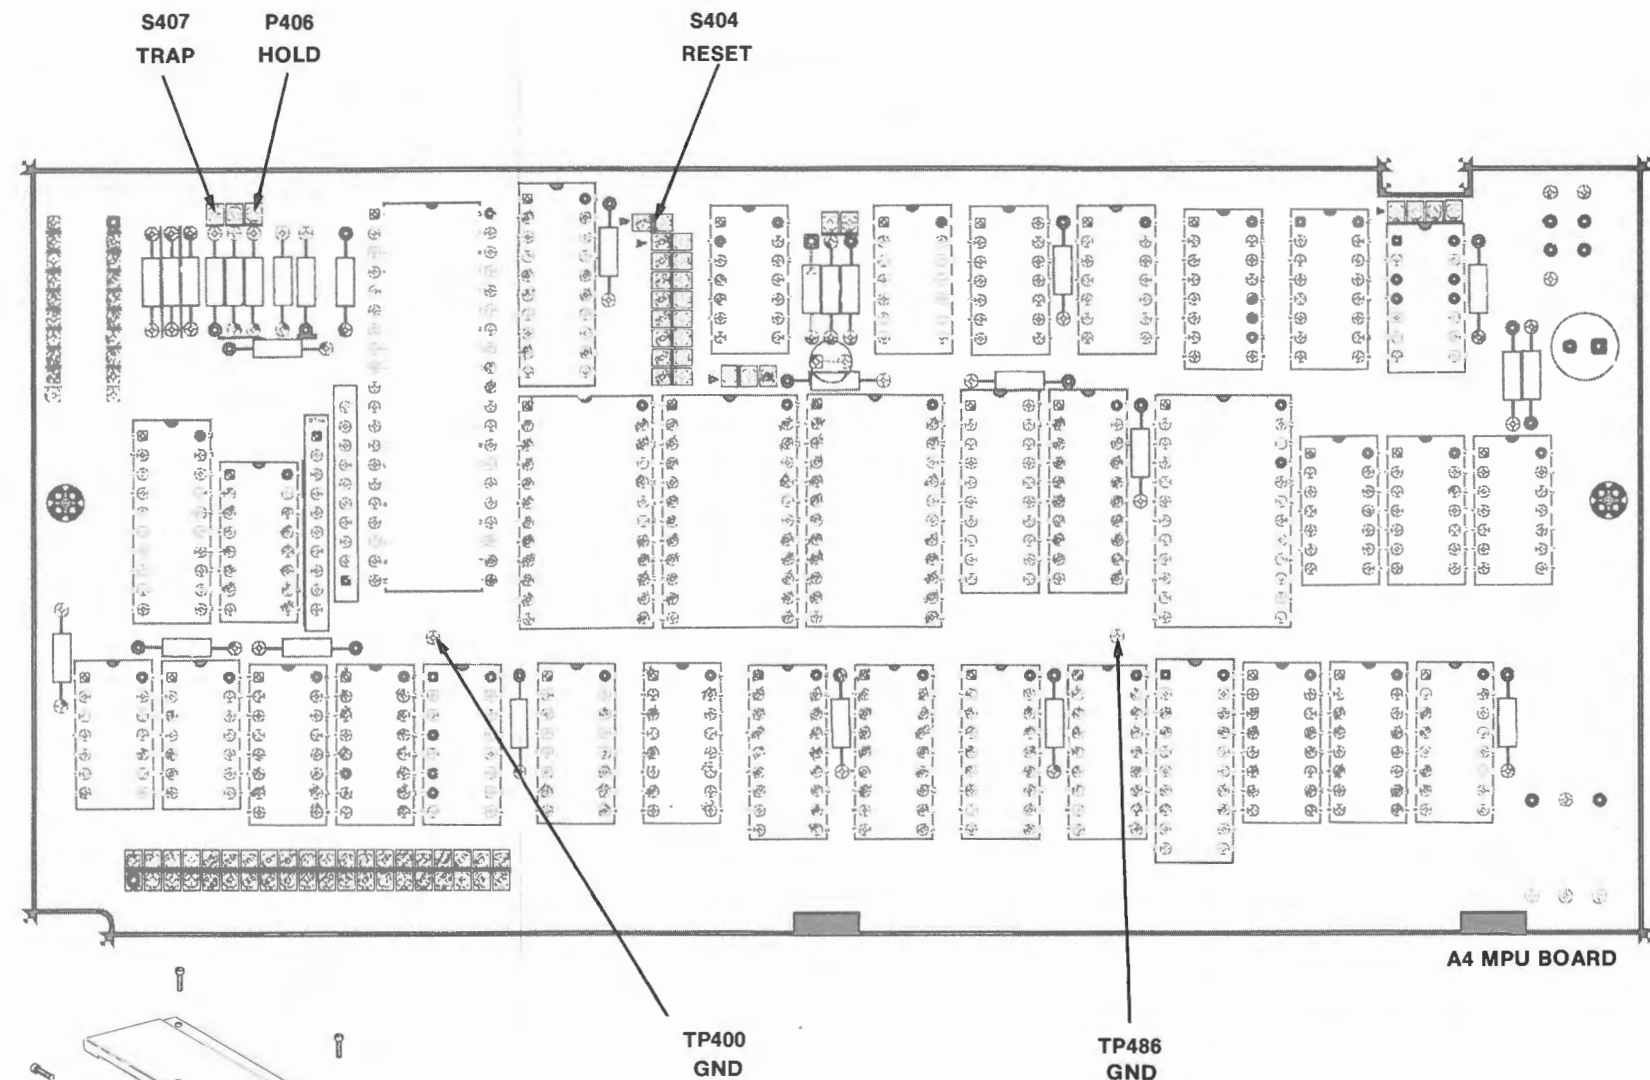 S407
TRAP
P406
HOLD
S404
RESET
A4 MPU BOARD
TP400
GND
TP486
GND